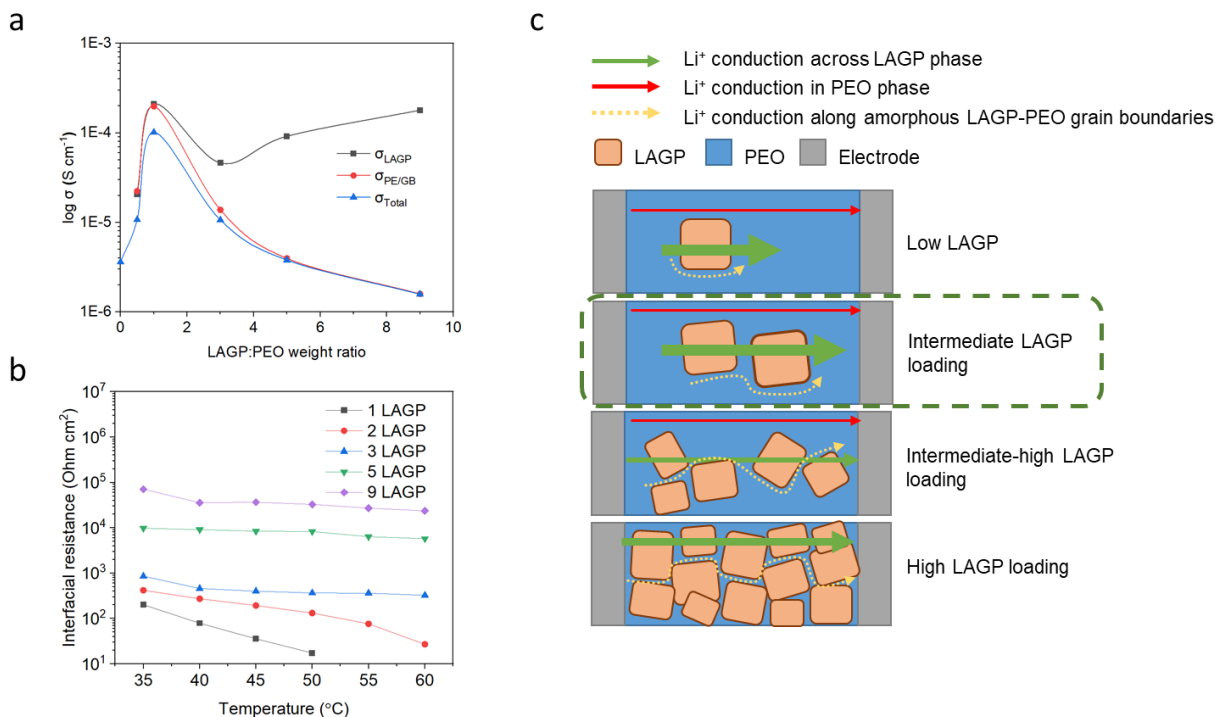 a
1E-3
1E-4
1E-5
1E-6
log σ (S cm⁻¹)
σLAGP
σPE/GB
σTotal
0 2 4 6 8 10
LAGP:PEO weight ratio
b
10⁷
10⁶
10⁵
10⁴
10³
10²
10¹
Interfacial resistance (Ohm cm²)
1 LAGP
2 LAGP
3 LAGP
5 LAGP
9 LAGP
35 40 45 50 55 60
Temperature (°C)
c
Li⁺ conduction across LAGP phase
Li⁺ conduction in PEO phase
Li⁺ conduction along amorphous LAGP-PEO grain boundaries
LAGP PEO Electrode
Low LAGP
Intermediate LAGP
loading
Intermediate-high LAGP
loading
High LAGP loading